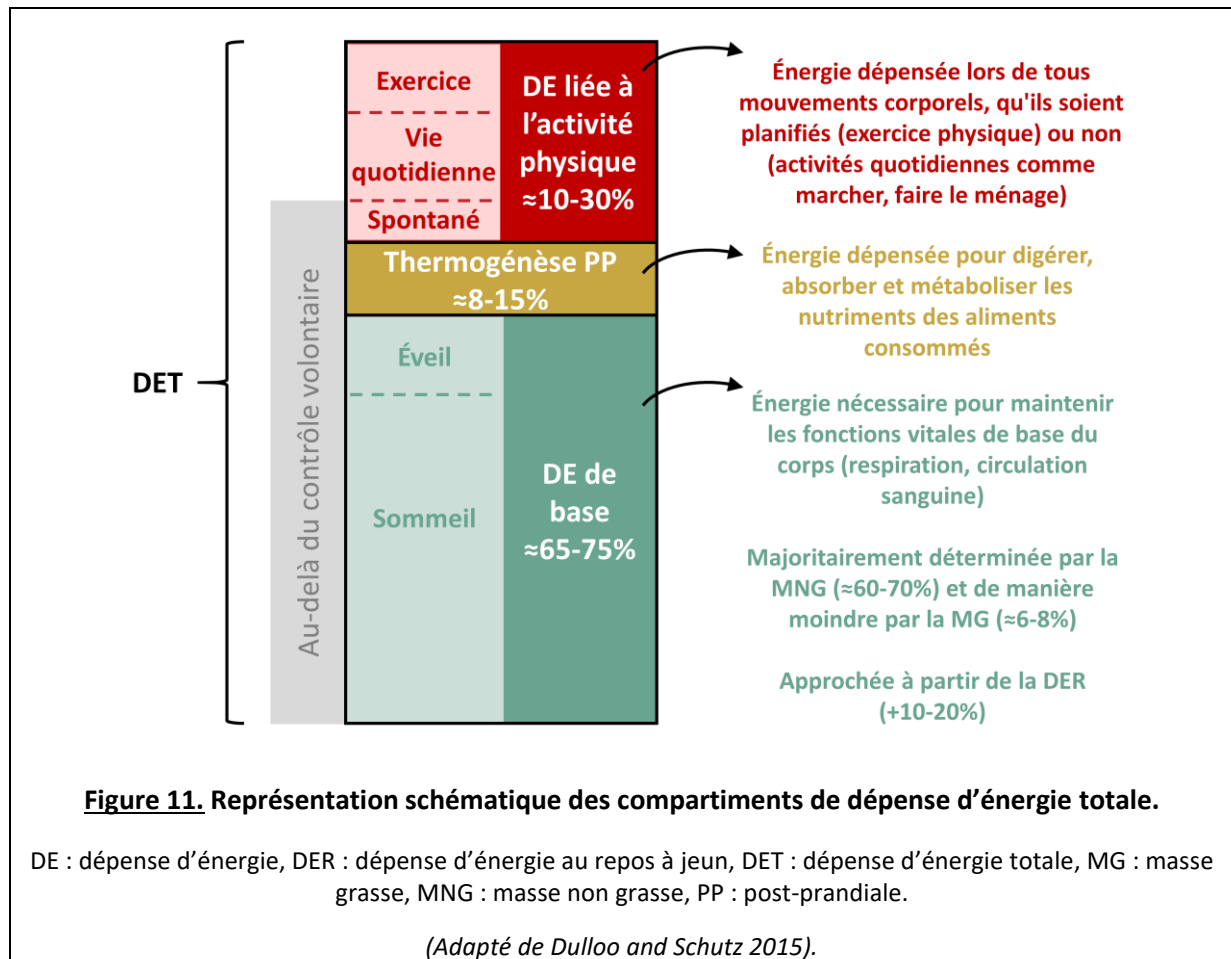 DET
Au-delà du contrôle volontaire
Exercice
Vie
quotidienne
Spontané
DE liée à
l’activité
physique
≈10-30%
Thermogénèse PP
≈8-15%
Éveil
Sommeil
DE de
base
≈65-75%
Énergie dépensée lors de tous
mouvements corporels, qu'ils soient
planifiés (exercice physique) ou non
(activités quotidiennes comme
marcher, faire le ménage)
Énergie dépensée pour digérer,
absorber et métaboliser les
nutriments des aliments
consommés
Énergie nécessaire pour maintenir
les fonctions vitales de base du
corps (respiration, circulation
sanguine)
Majoritairement déterminée par la
MNG (≈60-70%) et de manière
moindre par la MG (≈6-8%)
Approchée à partir de la DER
(+10-20%)
Figure 11. Représentation schématique des compartiments de dépense d’énergie totale.
DE : dépense d’énergie, DER : dépense d’énergie au repos à jeun, DET : dépense d’énergie totale, MG : masse
grasse, MNG : masse non grasse, PP : post-prandiale.
(Adapté de Dulloo and Schutz 2015).